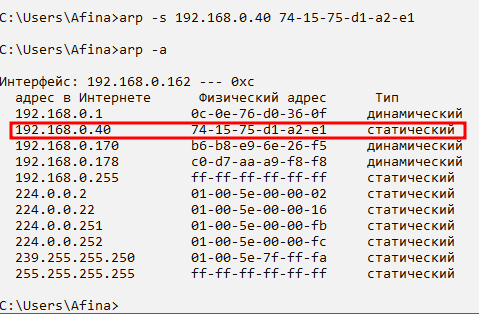 C:\Users\Afina>arp -s 192.168.0.40 74-15-75-d1-a2-e1
C:\Users\Afina>arp -a
Интерфейс: 192.168.0.162 --- 0xc
адрес в Интернете Физический адрес Тип
192.168.0.1 0c-0e-76-d0-36-0f динамический
192.168.0.40 74-15-75-d1-a2-e1 статический
192.168.0.170 b6-b8-e9-6e-26-f5 динамический
192.168.0.178 c0-d7-aa-a9-f8-f8 динамический
192.168.0.255 ff-ff-ff-ff-ff-ff статический
224.0.0.2 01-00-5e-00-00-02 статический
224.0.0.22 01-00-5e-00-00-16 статический
224.0.0.251 01-00-5e-00-00-fb статический
224.0.0.252 01-00-5e-00-00-fc статический
239.255.255.250 01-00-5e-7f-ff-fa статический
255.255.255.255 ff-ff-ff-ff-ff-ff статический
C:\Users\Afina>